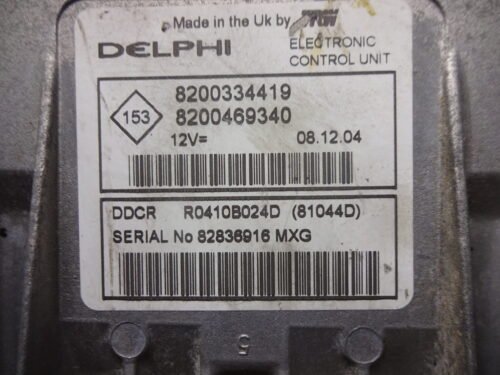 Made in the Uk by TRW
DELPHI
ELECTRONIC
CONTROL UNIT
8200334419
153
8200469340
12V=
08.12.04
DDCR R0410B024D (81044D)
SERIAL No 82836916 MXG
5